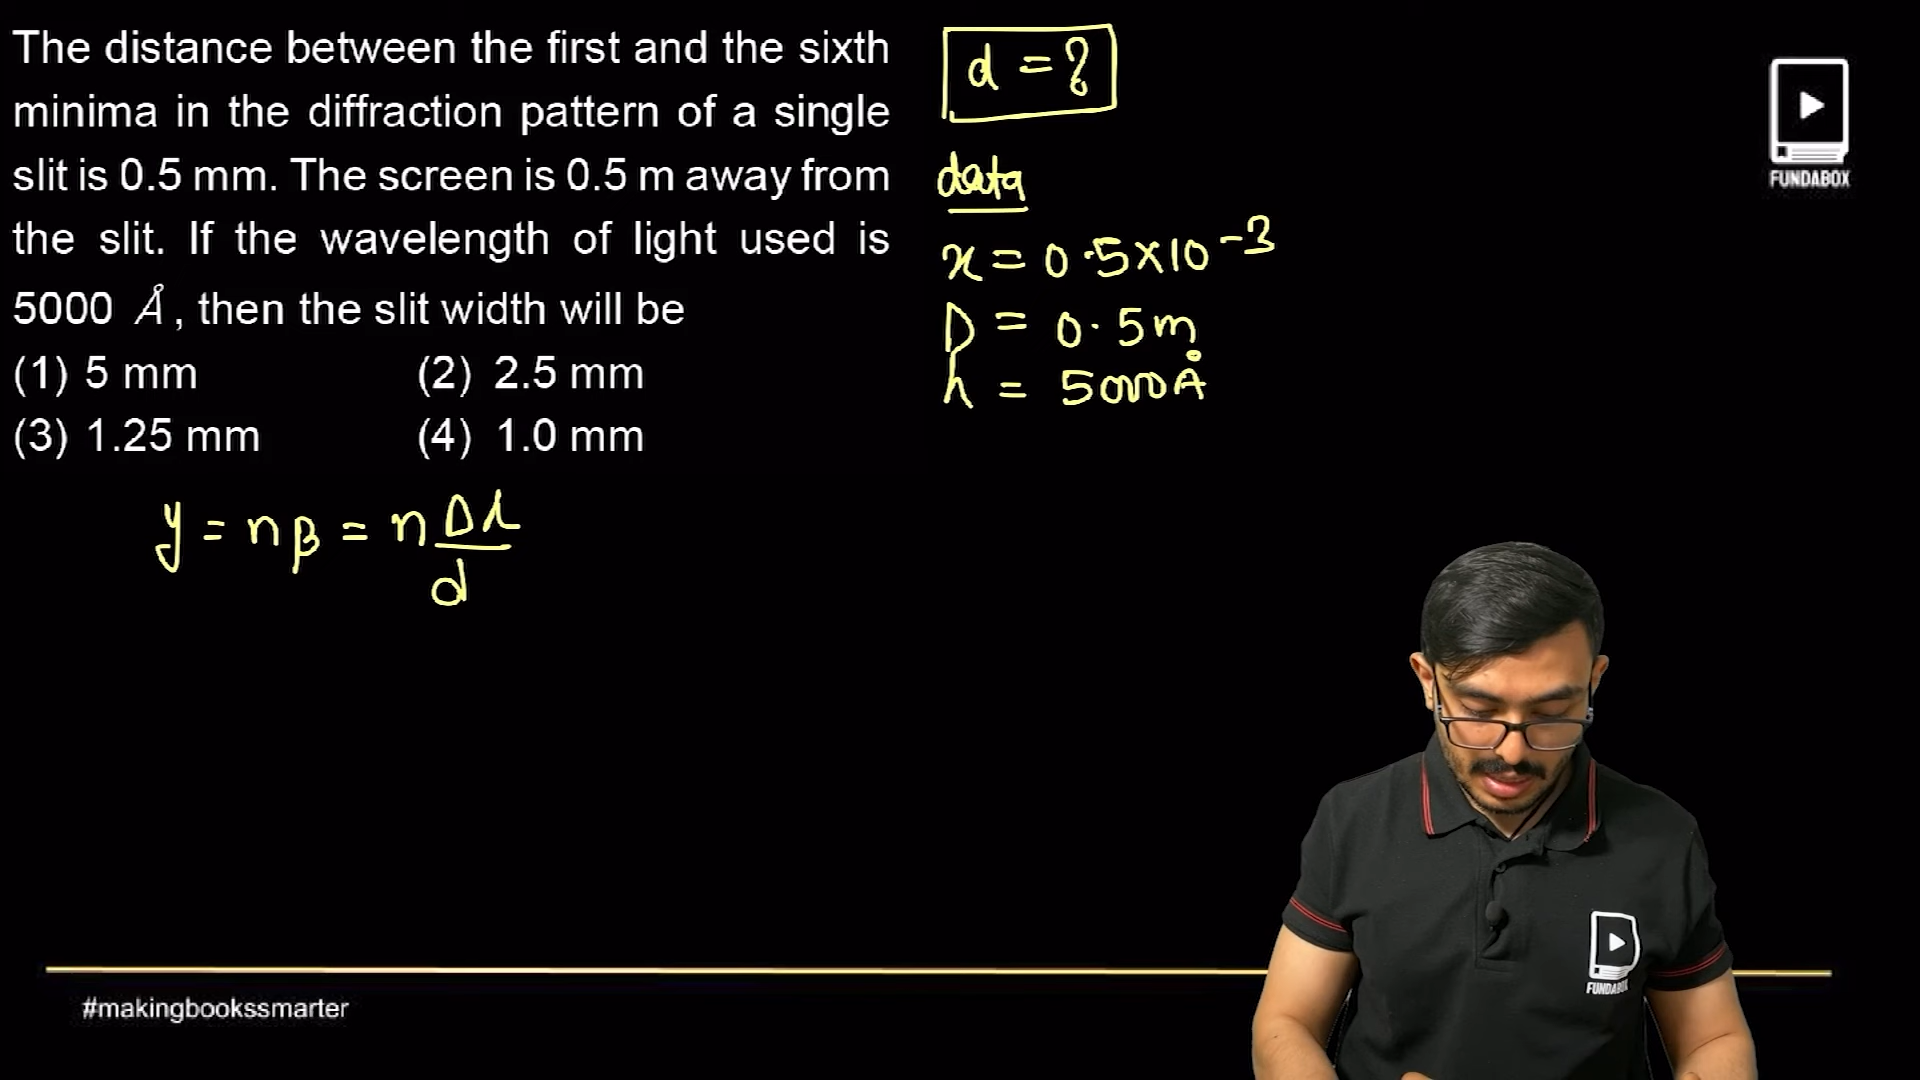 The distance between the first and the sixth
minima in the diffraction pattern of a single
slit is 0.5 mm. The screen is 0.5 m away from
the slit. If the wavelength of light used is
5000 Å, then the slit width will be
(1) 5 mm (2) 2.5 mm
(3) 1.25 mm (4) 1.0 mm
y = nβ = n Dλ / d
d = ?
data
x = 0.5×10⁻³
D = 0.5m
λ = 5000Å
FUNDABOX
FUNDABOX
#makingbookssmarter